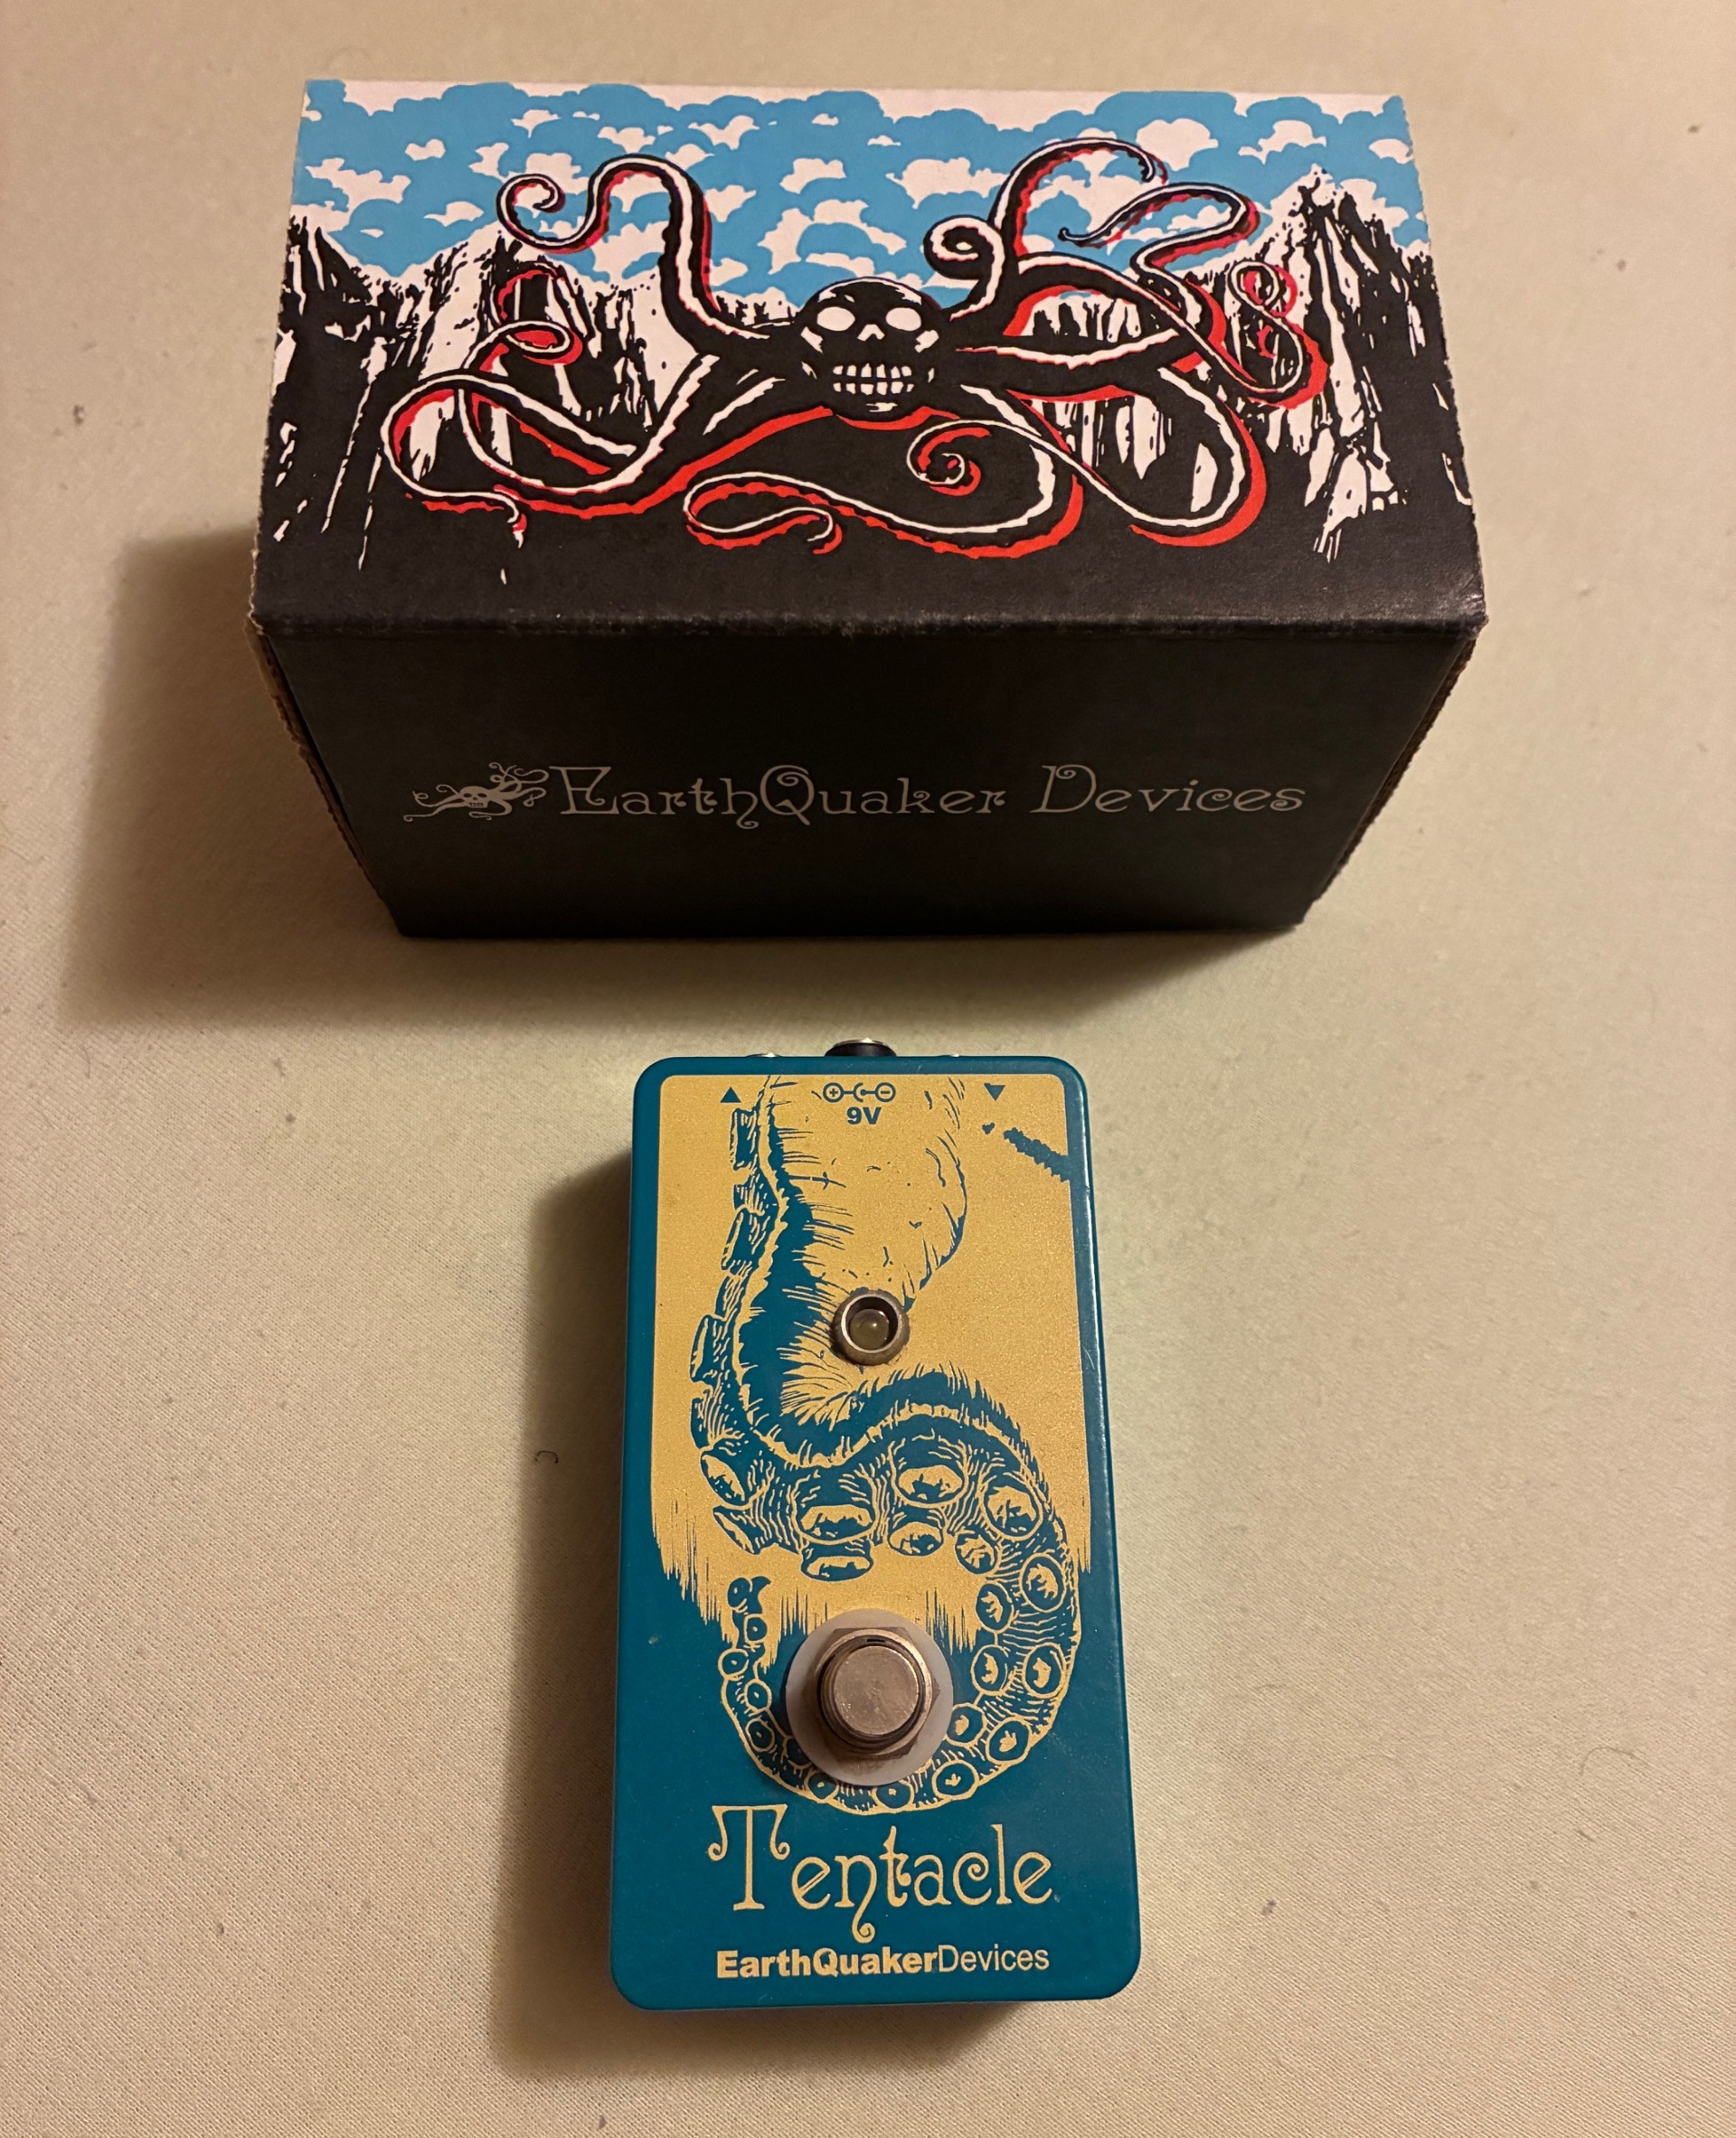 EarthQuaker Devices
9V
Tentacle
EarthQuakerDevices